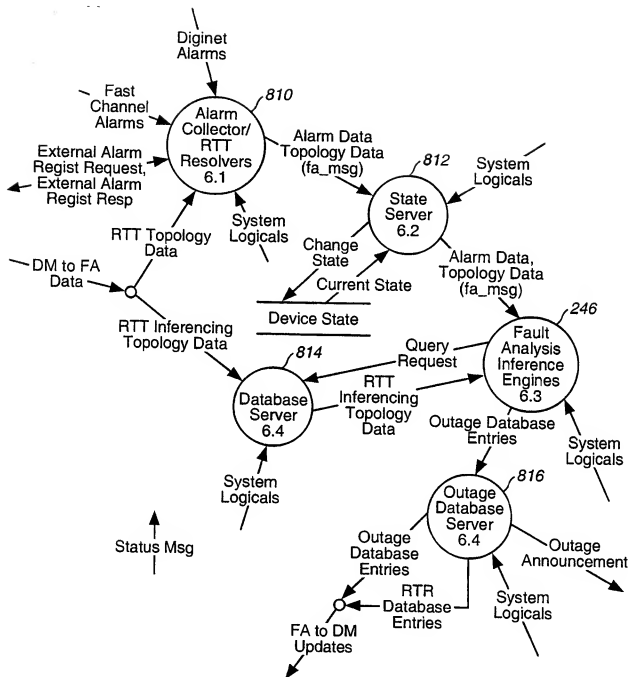 Diginet
Alarms
Fast
Channel
Alarms
810
Alarm
Collector/
RTT
Resolvers
6.1
External Alarm
Regist Request,
External Alarm
Regist Resp
Alarm Data
Topology Data
(fa_msg)
812
System
Logicals
State
Server
6.2
System
Logicals
RTT Topology
Data
DM to FA
Data
Change
State
Current State
Device State
Alarm Data,
Topology Data
(fa_msg)
RTT Inferencing
Topology Data
246
Fault
Analysis
Inference
Engines
6.3
Query
Request
814
Database
Server
6.4
RTT
Inferencing
Topology
Data
System
Logicals
Outage Database
Entries
System
Logicals
816
Outage
Database
Server
6.4
Status Msg
Outage
Database
Entries
Outage
Announcement
RTR
Database
Entries
System
Logicals
FA to DM
Updates